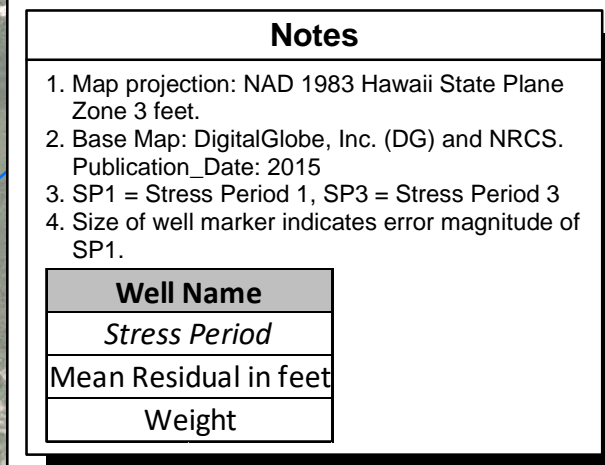 Notes
1. Map projection: NAD 1983 Hawaii State Plane
Zone 3 feet.
2. Base Map: DigitalGlobe, Inc. (DG) and NRCS.
Publication_Date: 2015
3. SP1 = Stress Period 1, SP3 = Stress Period 3
4. Size of well marker indicates error magnitude of
SP1.
Well Name
Stress Period
Mean Residual in feet
Weight